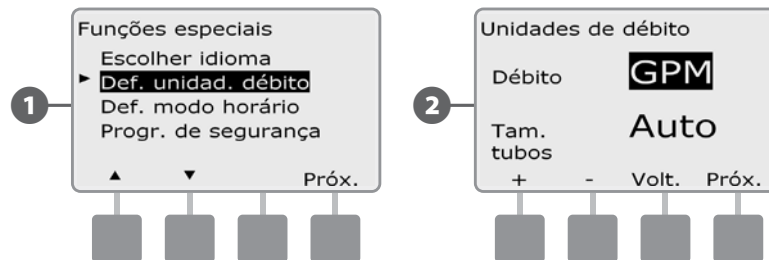 Funções especiais
Escolher idioma
► Def. unidad. débito
Def. modo horário
Progr. de segurança
▲ ▼ Próx.
1
Unidades de débito
Débito GPM
Tam. tubos Auto
+ - Volt. Próx.
2